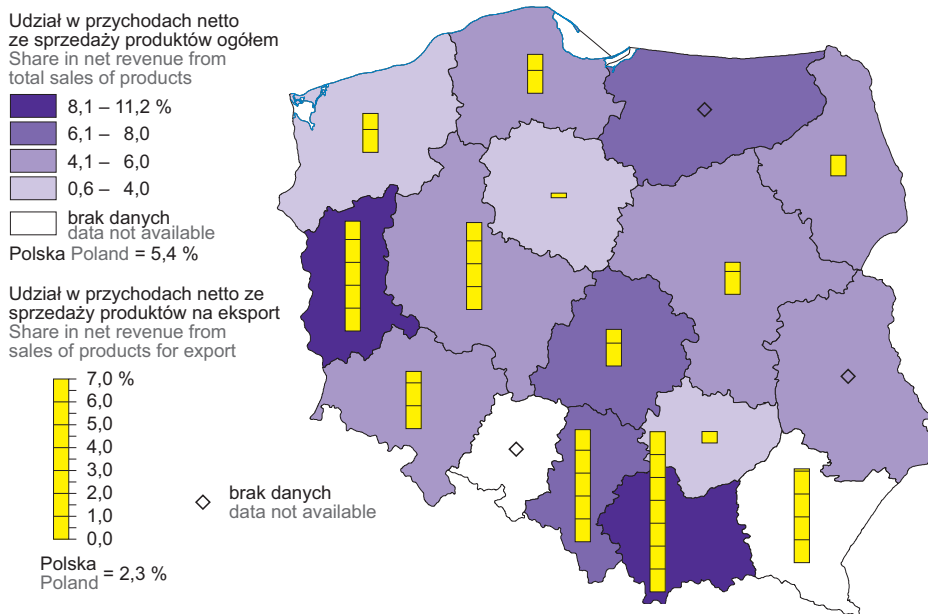 Udział w przychodach netto
ze sprzedaży produktów ogółem
Share in net revenue from
total sales of products
8,1 – 11,2 %
6,1 – 8,0
4,1 – 6,0
0,6 – 4,0
brak danych
data not available
Polska Poland = 5,4 %
Udział w przychodach netto ze
sprzedaży produktów na eksport
Share in net revenue from
sales of products for export
7,0 %
6,0
5,0
4,0
3,0
2,0
1,0
0,0
brak danych
data not available
Polska
Poland = 2,3 %